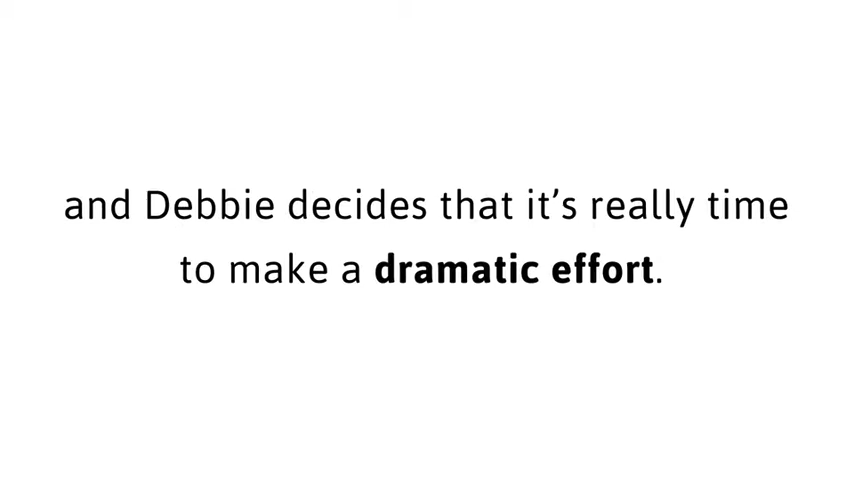 and Debbie decides that it’s really time
to make a dramatic effort.